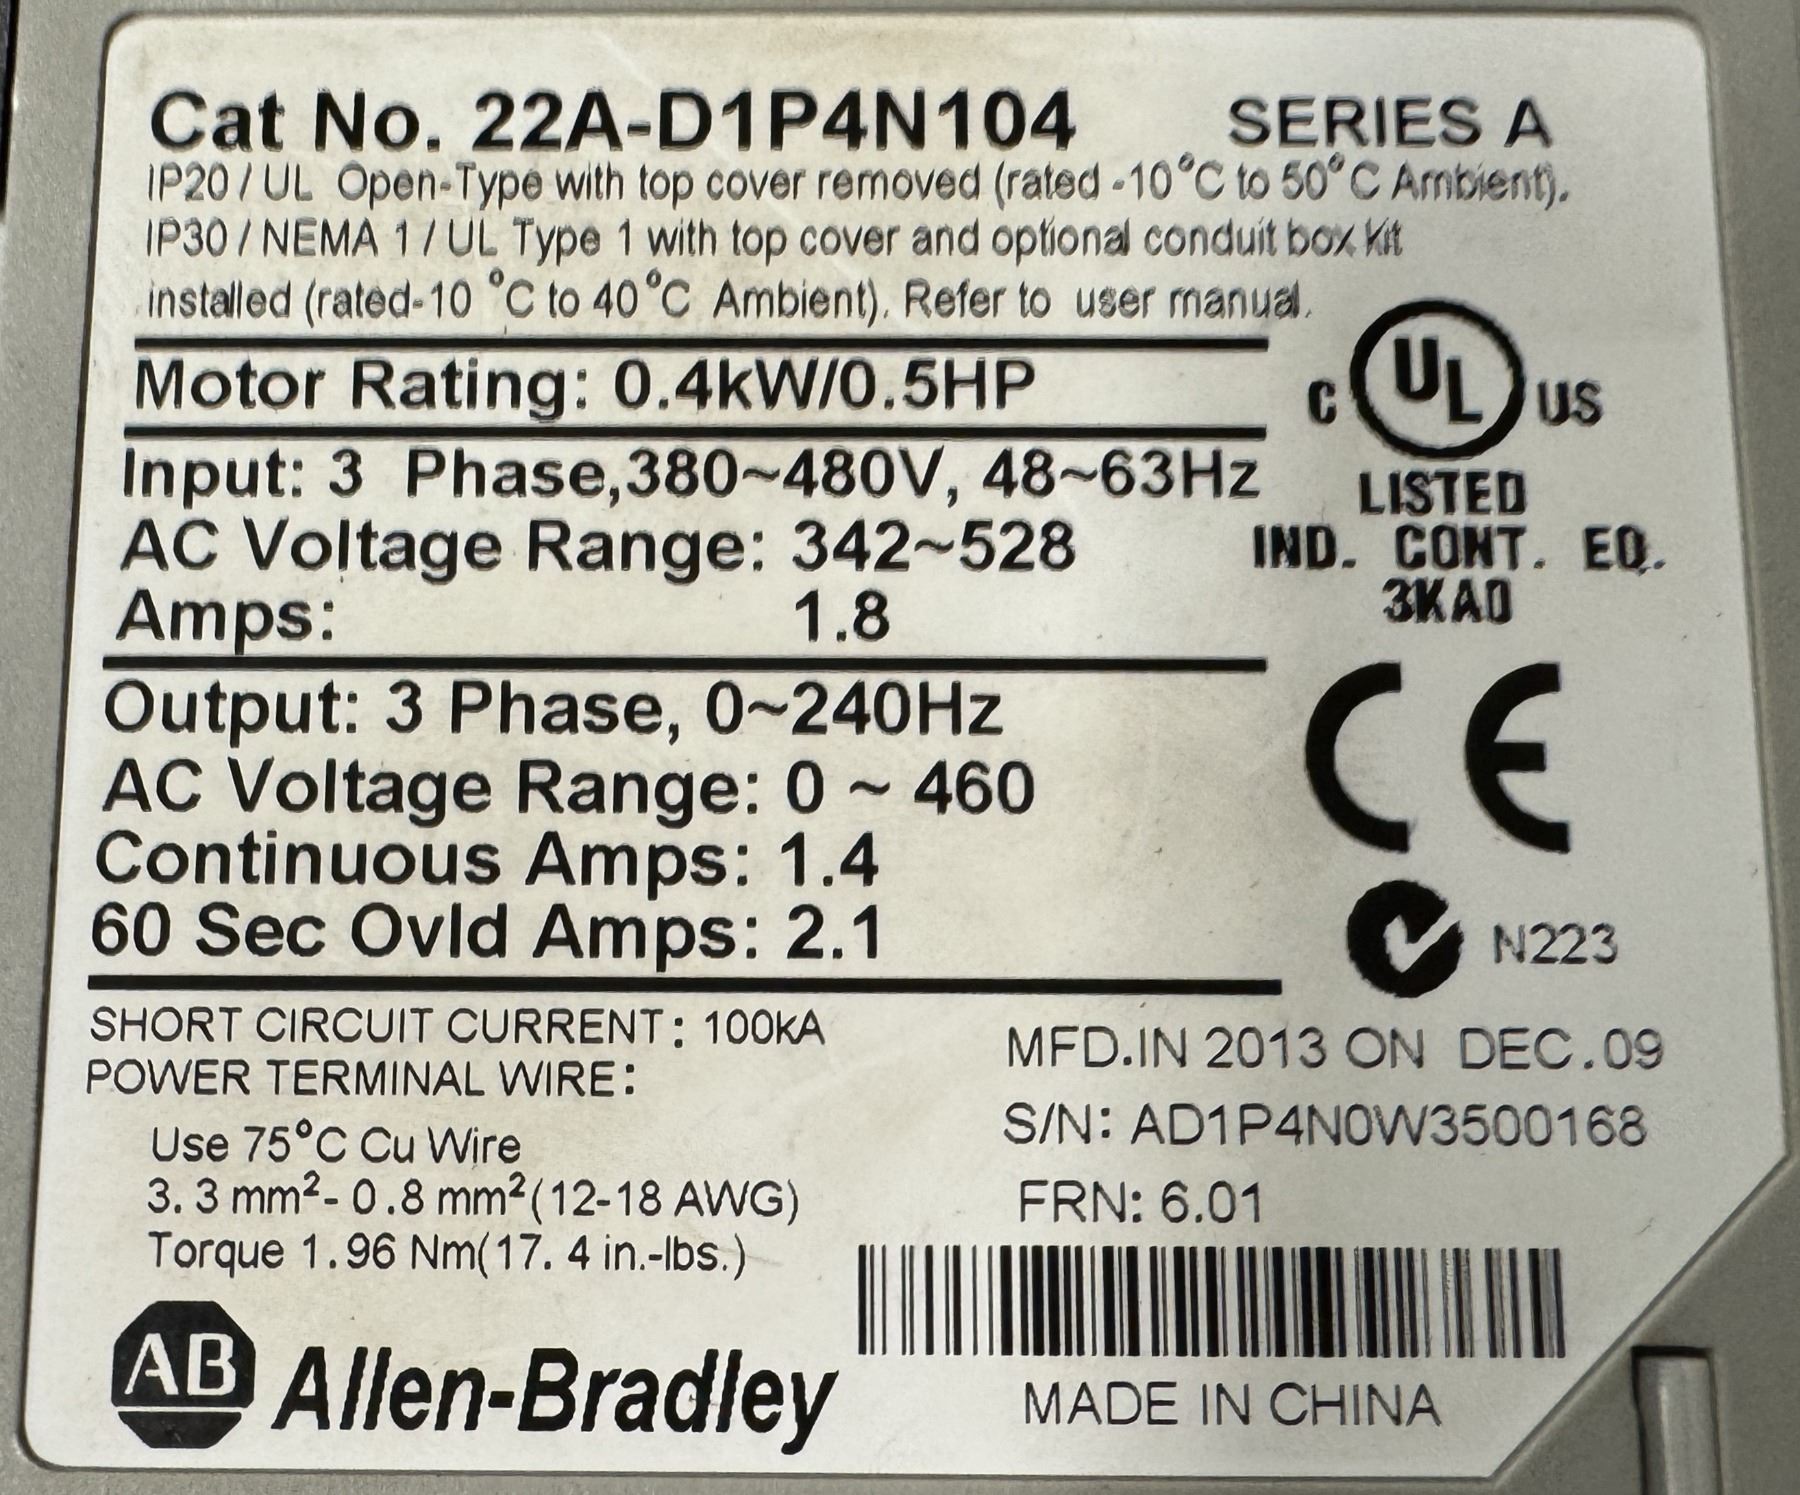 Cat No. 22A-D1P4N104 SERIES A
IP20 / UL Open-Type with top cover removed (rated -10°C to 50°C Ambient).
IP30 / NEMA 1 / UL Type 1 with top cover and optional conduit box kit
installed (rated-10 °C to 40°C Ambient). Refer to user manual.
Motor Rating: 0.4kW/0.5HP
C UL US
LISTED
IND. CONT. EQ.
3KA0
Input: 3 Phase,380~480V, 48~63Hz
AC Voltage Range: 342~528
Amps: 1.8
Output: 3 Phase, 0~240Hz
AC Voltage Range: 0 ~ 460
Continuous Amps: 1.4
60 Sec Ovld Amps: 2.1
CE
N223
SHORT CIRCUIT CURRENT: 100kA
POWER TERMINAL WIRE:
Use 75°C Cu Wire
3.3 mm²- 0.8 mm²(12-18 AWG)
Torque 1.96 Nm(17.4 in.-lbs.)
MFD.IN 2013 ON DEC.09
S/N: AD1P4N0W3500168
FRN: 6.01
AB Allen-Bradley
MADE IN CHINA